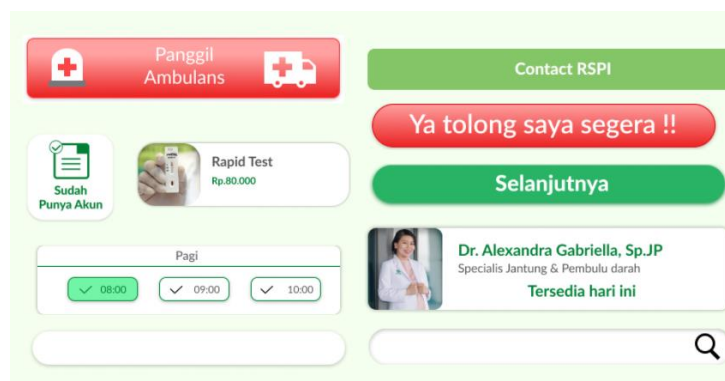 Panggil
Ambulans
Contact RSPI
Ya tolong saya segera !!
Sudah
Punya Akun
Rapid Test
Rp.80.000
Selanjutnya
Pagi
08:00
09:00
10:00
Dr. Alexandra Gabriella, Sp.JP
Specialis Jantung & Pembulu darah
Tersedia hari ini